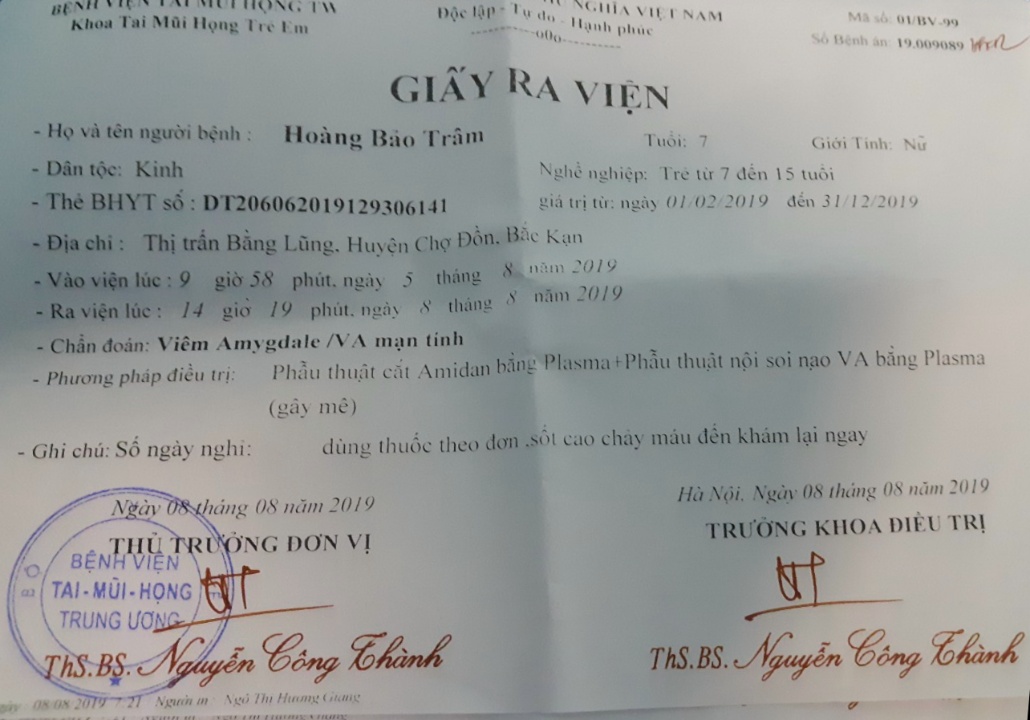 BỆNH VIỆN TAI MŨI HỌNG TW
Khoa Tai Mũi Họng Trẻ Em
NGHĨA VIỆT NAM
Độc lập - Tự do - Hạnh phúc
---------o0o---------
Mã số: 01/BV-99
Số Bệnh án: 19.009089
GIẤY RA VIỆN
- Họ và tên người bệnh : Hoàng Bảo Trâm Tuổi: 7 Giới Tính: Nữ
- Dân tộc: Kinh Nghề nghiệp: Trẻ từ 7 đến 15 tuổi
- Thẻ BHYT số : DT206062019129306141 giá trị từ: ngày 01/02/2019 đến 31/12/2019
- Địa chỉ : Thị trấn Bằng Lũng, Huyện Chợ Đồn, Bắc Kạn
- Vào viện lúc : 9 giờ 58 phút, ngày 5 tháng 8 năm 2019
- Ra viện lúc : 14 giờ 19 phút, ngày 8 tháng 8 năm 2019
- Chẩn đoán: Viêm Amygdale /VA mạn tính
- Phương pháp điều trị: Phẫu thuật cắt Amidan bằng Plasma+Phẫu thuật nội soi nạo VA bằng Plasma
(gây mê)
- Ghi chú: Số ngày nghỉ: dùng thuốc theo đơn .sốt cao chảy máu đến khám lại ngay
Ngày 08 tháng 08 năm 2019
THỦ TRƯỞNG ĐƠN VỊ
BỆNH VIỆN
TAI-MŨI-HỌNG
TRUNG ƯƠNG
ThS.BS. Nguyễn Công Thành
Hà Nội, Ngày 08 tháng 08 năm 2019
TRƯỞNG KHOA ĐIỀU TRỊ
ThS.BS. Nguyễn Công Thành
08/08/2019 7:21 Người in : Ngô Thị Hương Giang